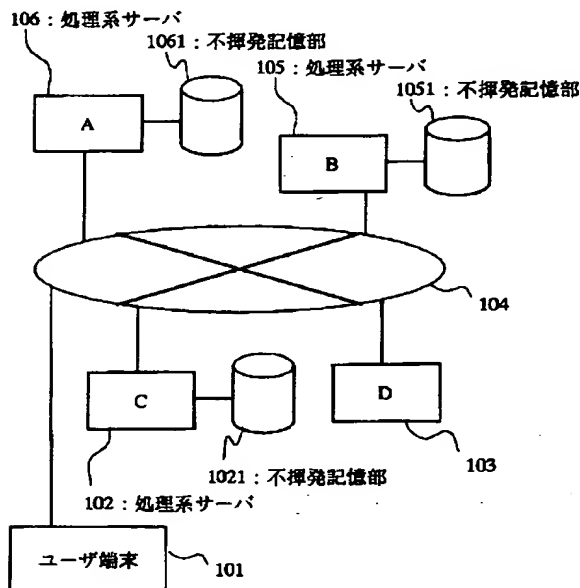 106：処理系サーバ
1061：不揮発記憶部
105：処理系サーバ
1051：不揮発記憶部
A
B
104
C
D
1021：不揮発記憶部
103
102：処理系サーバ
ユーザ端末
101